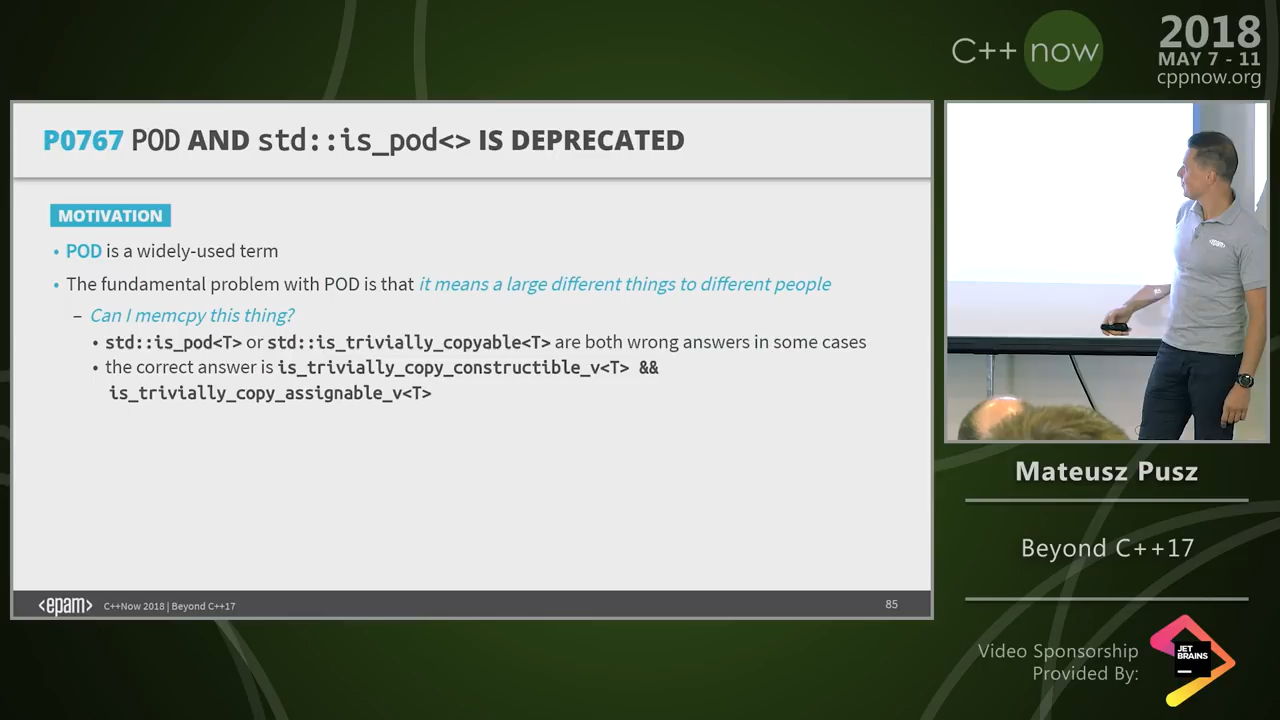 C++ now
2018
MAY 7 - 11
cppnow.org
P0767 POD AND std::is_pod<> IS DEPRECATED
MOTIVATION
• POD is a widely-used term
• The fundamental problem with POD is that it means a large different things to different people
– Can I memcpy this thing?
• std::is_pod<T> or std::is_trivially_copyable<T> are both wrong answers in some cases
• the correct answer is is_trivially_copy_constructible_v<T> &&
is_trivially_copy_assignable_v<T>
<epam> C++Now 2018 | Beyond C++17
85
Mateusz Pusz
Beyond C++17
Video Sponsorship
Provided By:
JET
BRAINS